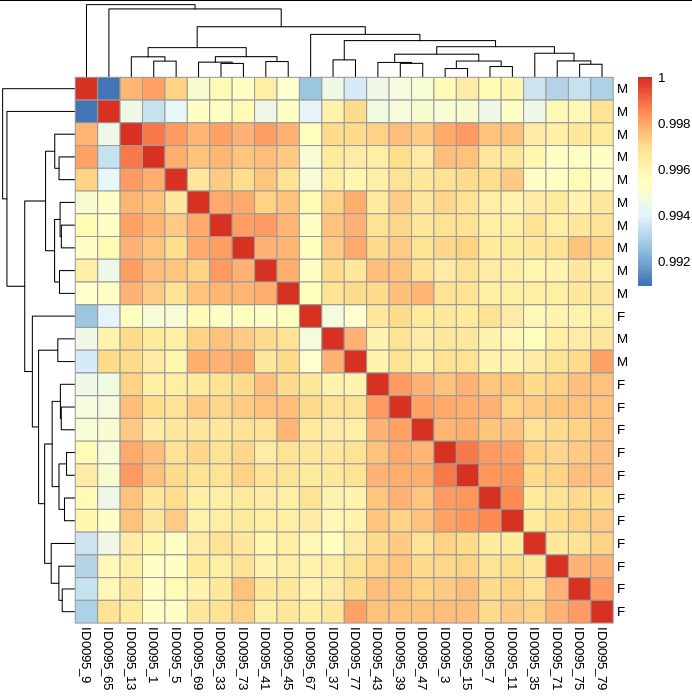 1
0.998
0.996
0.994
0.992
M
M
M
M
M
M
M
M
M
M
F
M
M
F
F
F
F
F
F
F
F
F
F
F
ID0095_9
ID0095_65
ID0095_13
ID0095_1
ID0095_5
ID0095_69
ID0095_33
ID0095_73
ID0095_41
ID0095_45
ID0095_67
ID0095_37
ID0095_77
ID0095_43
ID0095_39
ID0095_47
ID0095_3
ID0095_15
ID0095_7
ID0095_11
ID0095_35
ID0095_71
ID0095_75
ID0095_79